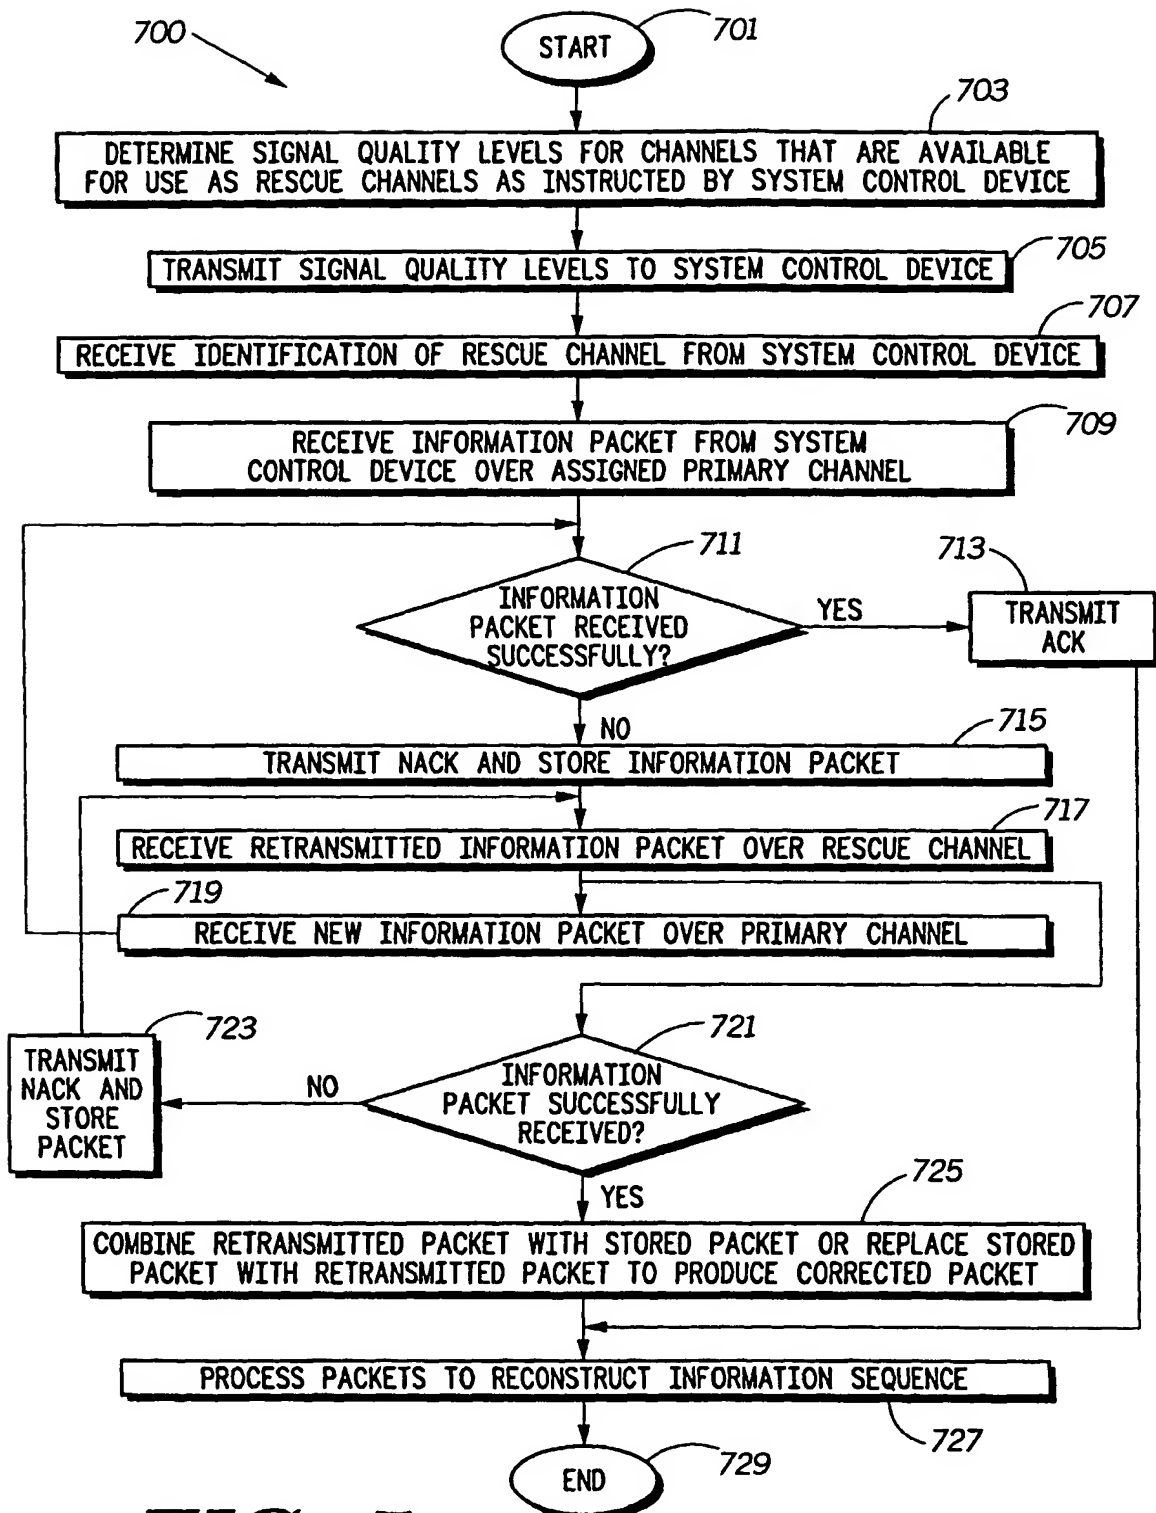 700
START
701
703
DETERMINE SIGNAL QUALITY LEVELS FOR CHANNELS THAT ARE AVAILABLE
FOR USE AS RESCUE CHANNELS AS INSTRUCTED BY SYSTEM CONTROL DEVICE
705
TRANSMIT SIGNAL QUALITY LEVELS TO SYSTEM CONTROL DEVICE
707
RECEIVE IDENTIFICATION OF RESCUE CHANNEL FROM SYSTEM CONTROL DEVICE
709
RECEIVE INFORMATION PACKET FROM SYSTEM
CONTROL DEVICE OVER ASSIGNED PRIMARY CHANNEL
711
INFORMATION
PACKET RECEIVED
SUCCESSFULLY?
YES
713
TRANSMIT
ACK
NO
715
TRANSMIT NACK AND STORE INFORMATION PACKET
717
RECEIVE RETRANSMITTED INFORMATION PACKET OVER RESCUE CHANNEL
719
RECEIVE NEW INFORMATION PACKET OVER PRIMARY CHANNEL
721
INFORMATION
PACKET SUCCESSFULLY
RECEIVED?
NO
723
TRANSMIT
NACK AND
STORE
PACKET
YES
725
COMBINE RETRANSMITTED PACKET WITH STORED PACKET OR REPLACE STORED
PACKET WITH RETRANSMITTED PACKET TO PRODUCE CORRECTED PACKET
PROCESS PACKETS TO RECONSTRUCT INFORMATION SEQUENCE
727
END
729